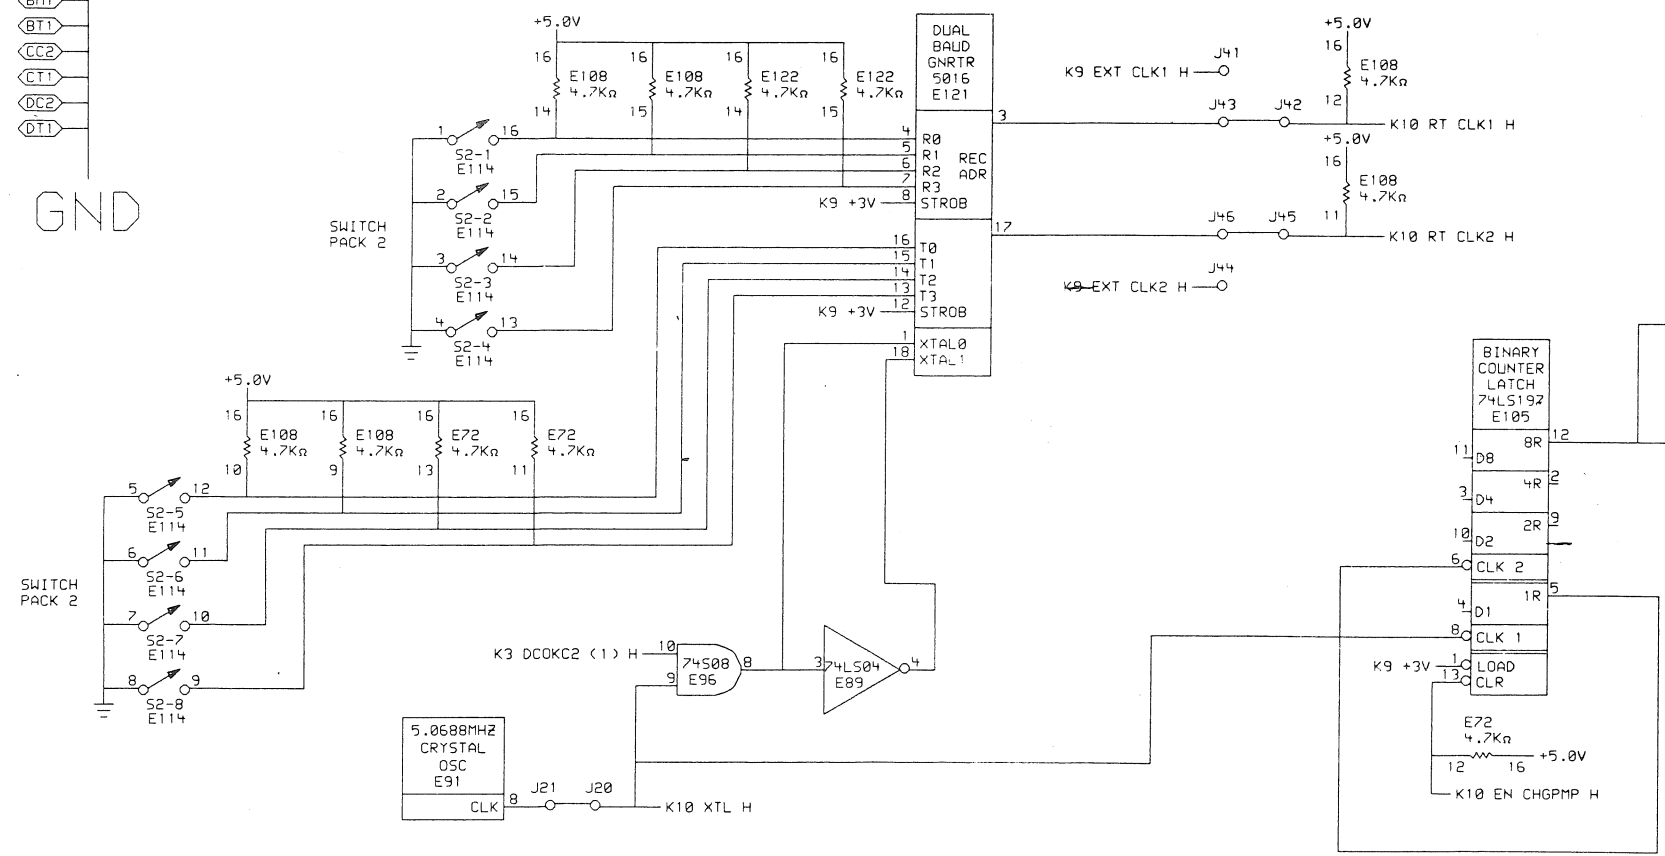 BT1
CC2
CT1
DC2
DT1
GND
+5.0V
16 16 16 16
E108 E108 E122 E122
4.7KΩ 4.7KΩ 4.7KΩ 4.7KΩ
14 15 14 15
1 16
S2-1
E114
2 15
S2-2
E114
3 14
S2-3
E114
4 13
S2-4
E114
SWITCH
PACK 2
DUAL
BAUD
GNRTR
5016
E121
3
4 R0
5 R1
6 R2
7 R3
REC
ADR
K9 +3V 8 STROB
17
16 T0
15 T1
14 T2
13 T3
K9 +3V 12 STROB
1 XTAL0
18 XTAL1
J41
K9 EXT CLK1 H
J43 J42
+5.0V
16
E108
4.7KΩ
12
K10 RT CLK1 H
+5.0V
16
E108
4.7KΩ
11
J46 J45
K10 RT CLK2 H
J44
K9 EXT CLK2 H
+5.0V
16 16 16 16
E108 E108 E72 E72
4.7KΩ 4.7KΩ 4.7KΩ 4.7KΩ
10 9 13 11
5 12
S2-5
E114
6 11
S2-6
E114
7 10
S2-7
E114
8 9
S2-8
E114
SWITCH
PACK 2
K3 DCOKC2 (1) H 10
9
74S08
E96
8
3 74LS04 4
E89
5.0688MHZ
CRYSTAL
OSC
E91
CLK 8
J21 J20
K10 XTL H
BINARY
COUNTER
LATCH
74LS197
E105
8R 12
11 D8
4R 2
3 D4
2R 9
10 D2
6 CLK 2
1R 5
4 D1
8 CLK 1
K9 +3V 1 LOAD
13 CLR
E72
4.7KΩ
12 16 +5.0V
K10 EN CHGPMP H